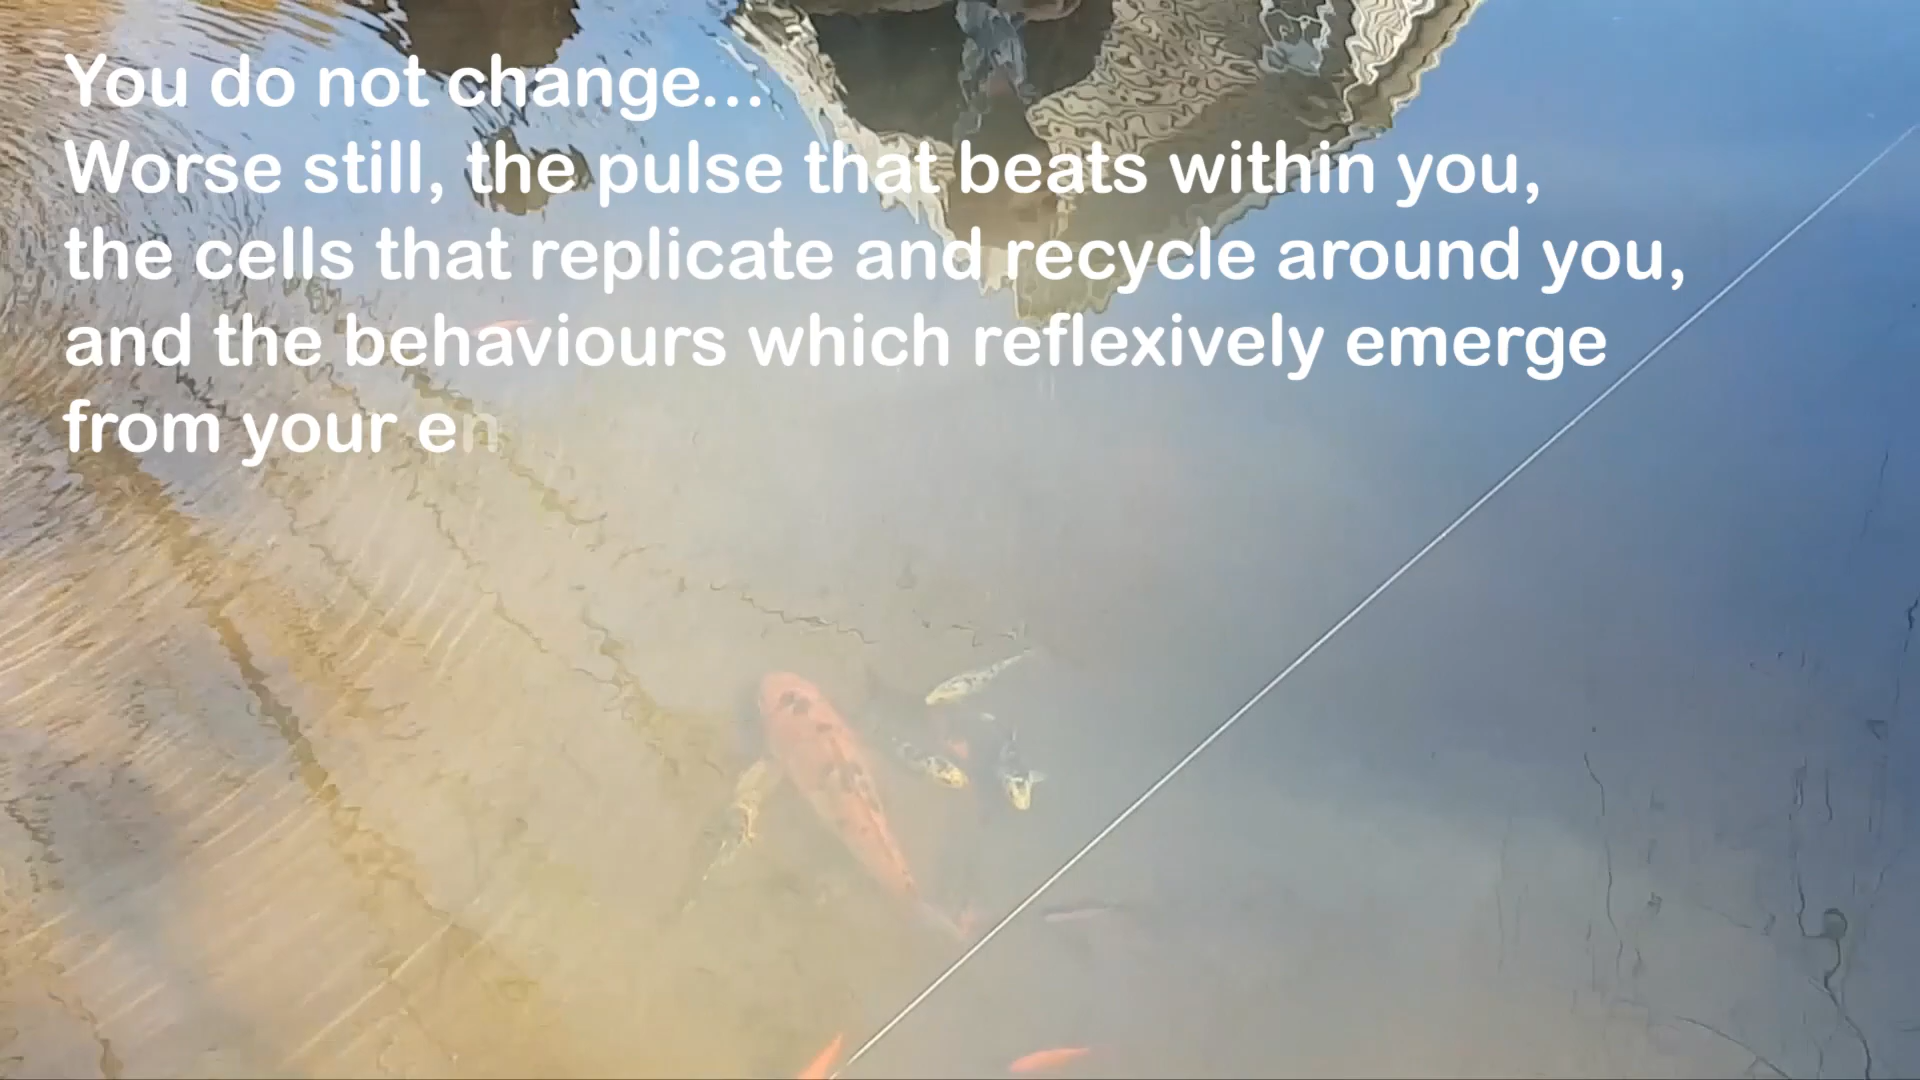 You do not change...
Worse still, the pulse that beats within you,
the cells that replicate and recycle around you,
and the behaviours which reflexively emerge
from your en